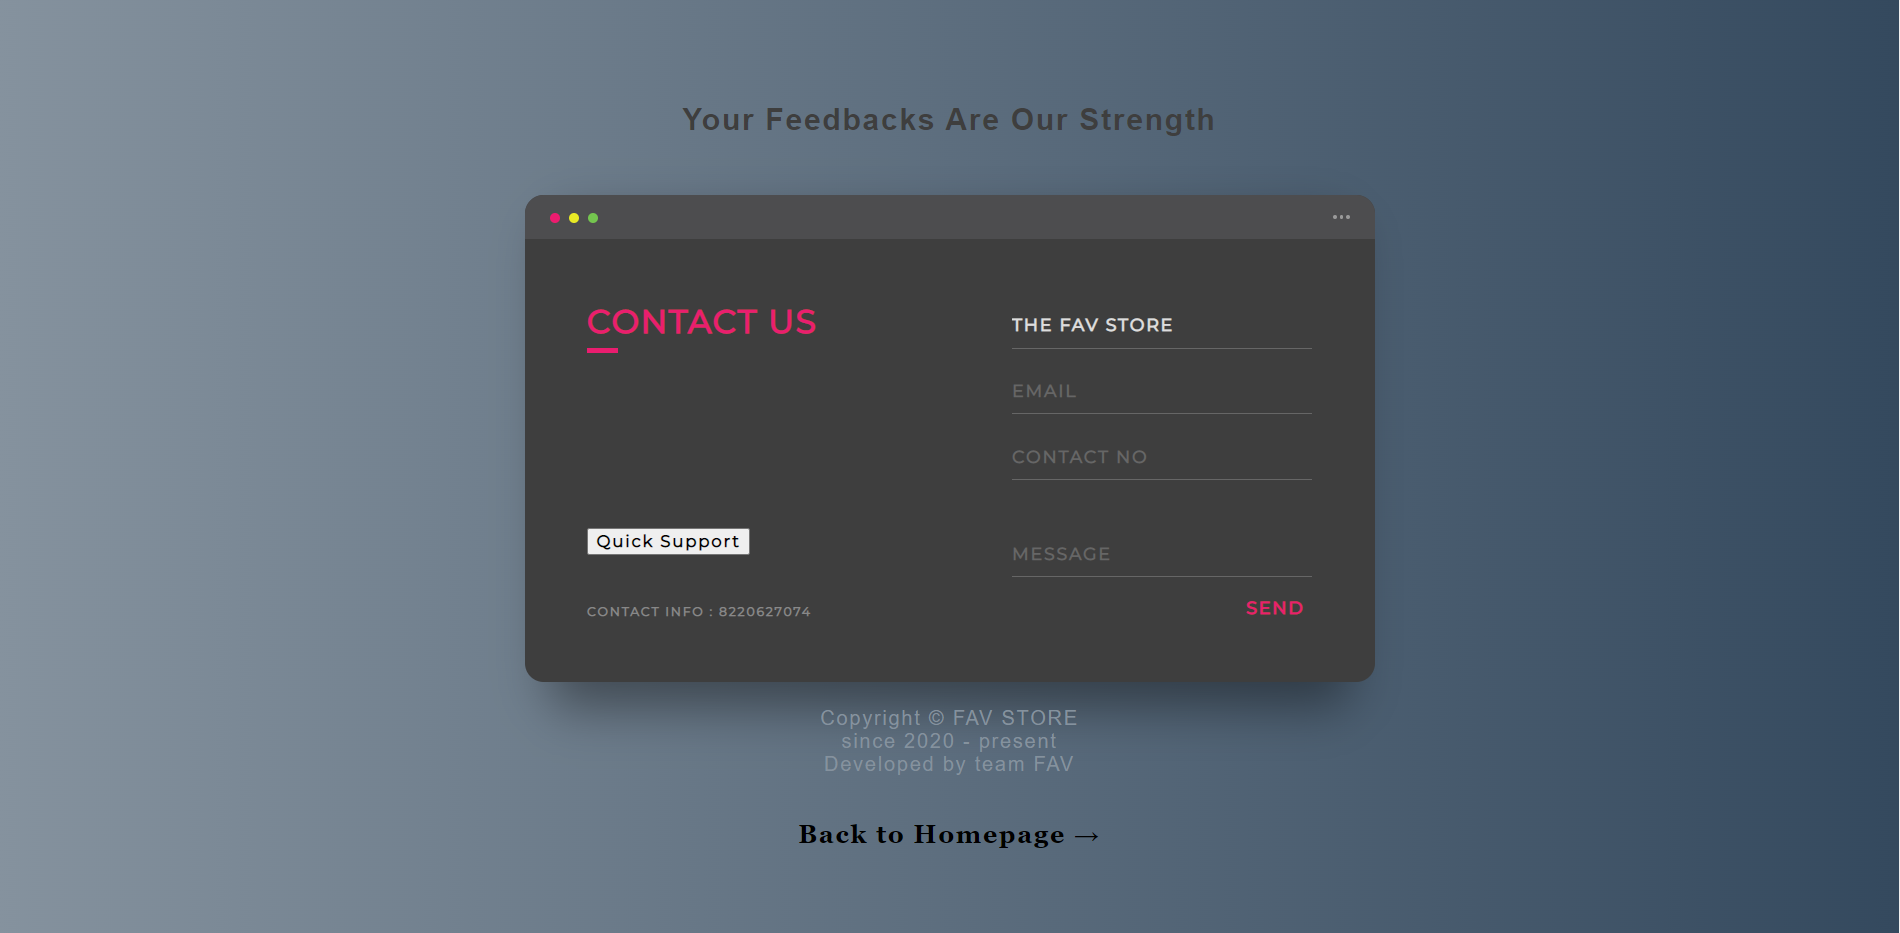 Your Feedbacks Are Our Strength
CONTACT US
Quick Support
CONTACT INFO : 8220627074
THE FAV STORE
EMAIL
CONTACT NO
MESSAGE
SEND
Copyright © FAV STORE
since 2020 - present
Developed by team FAV
Back to Homepage →